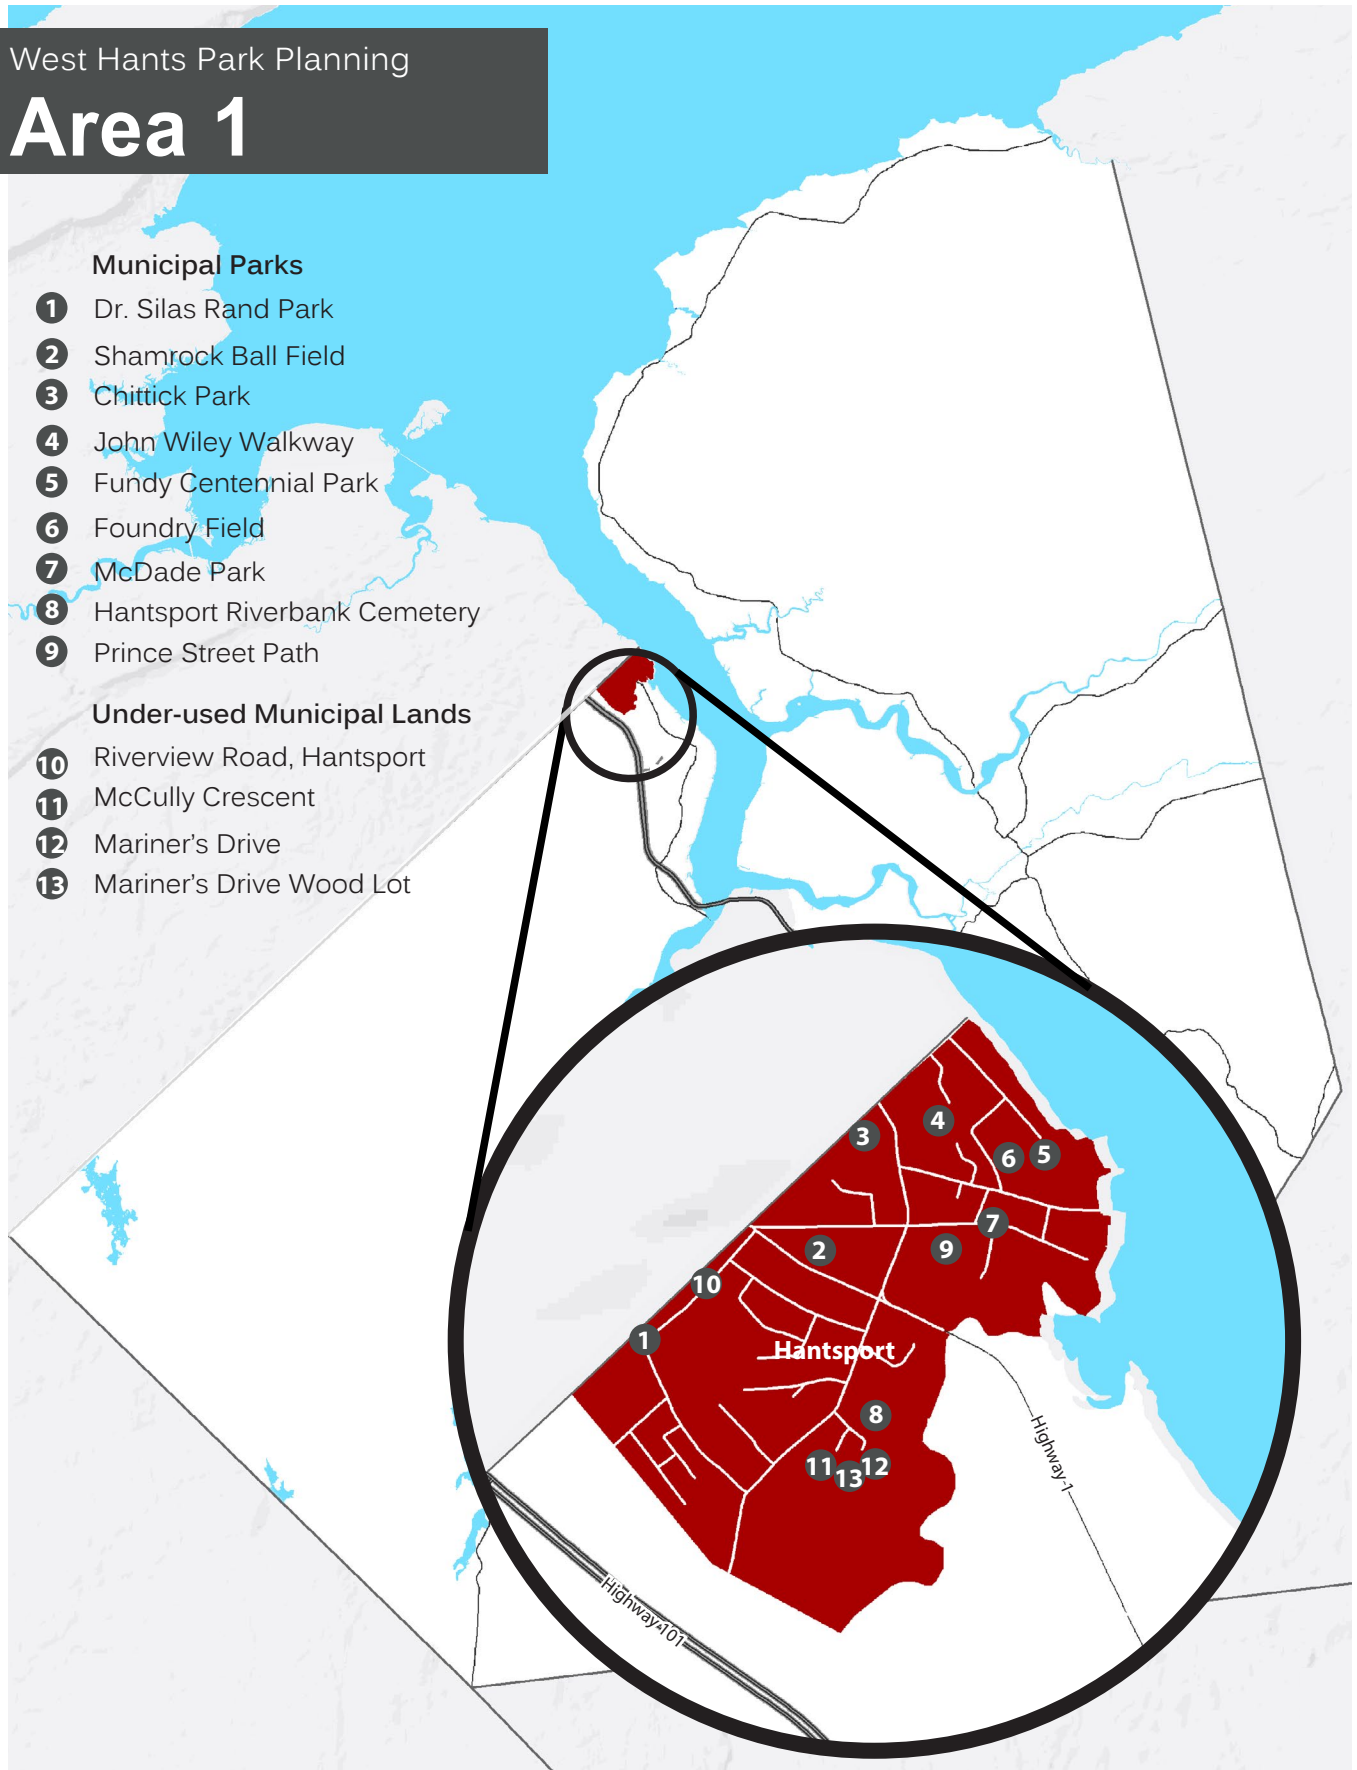 West Hants Park Planning
Area 1
Municipal Parks
1 Dr. Silas Rand Park
2 Shamrock Ball Field
3 Chittick Park
4 John Wiley Walkway
5 Fundy Centennial Park
6 Foundry Field
7 McDade Park
8 Hantsport Riverbank Cemetery
9 Prince Street Path
Under-used Municipal Lands
10 Riverview Road, Hantsport
11 McCully Crescent
12 Mariner's Drive
13 Mariner's Drive Wood Lot
4
3
6
5
7
2
9
10
1
Hantsport
8
11
13
12
Highway 1
Highway 101